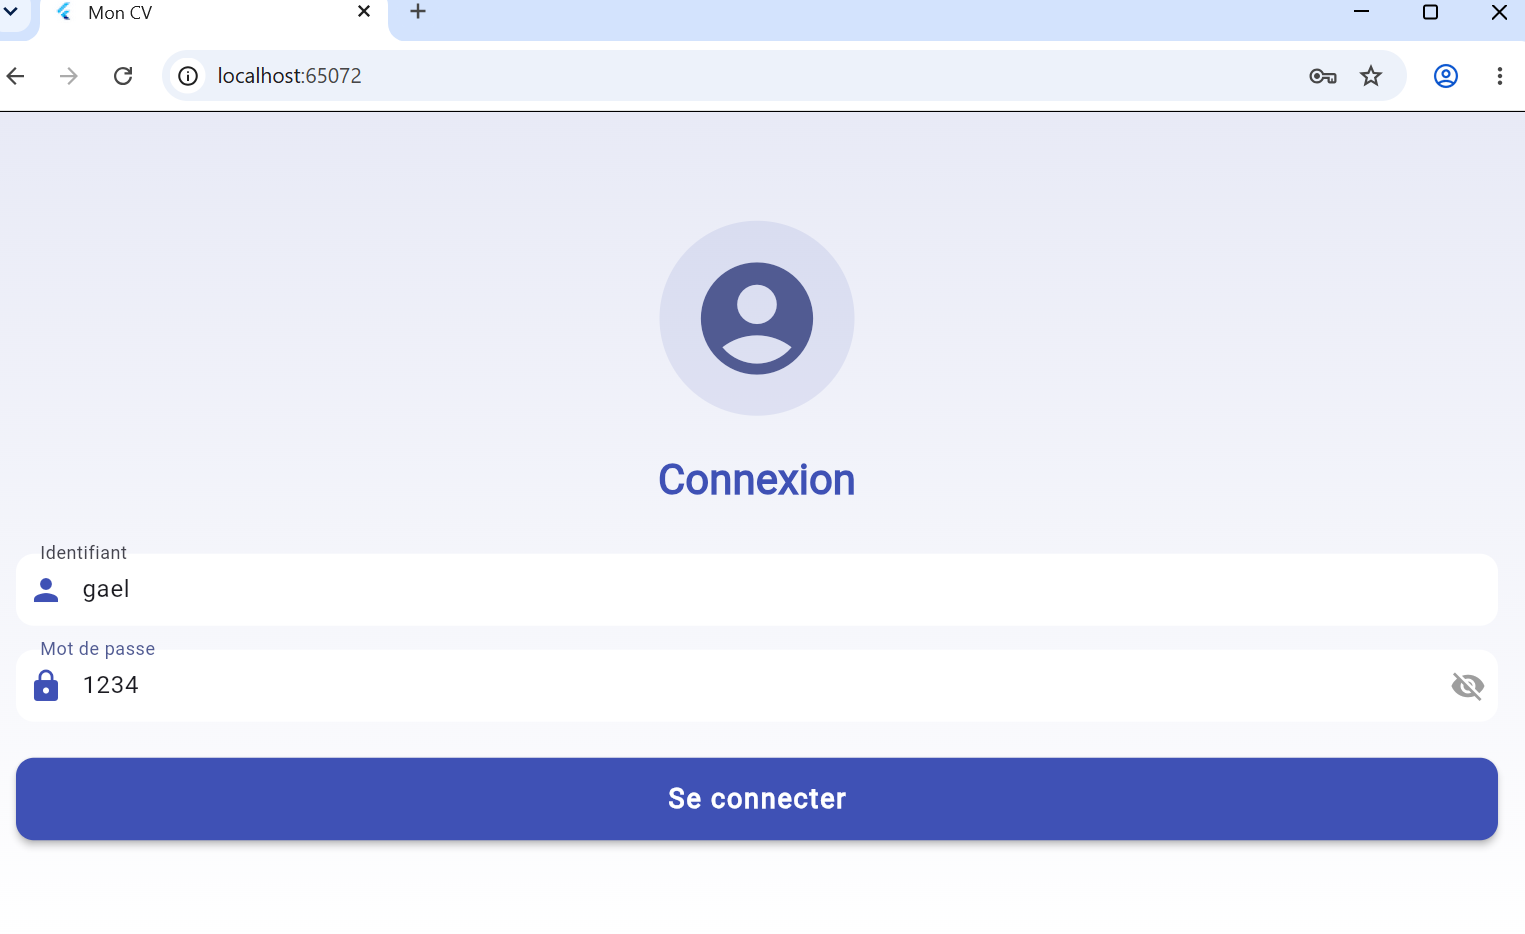 Mon CV
localhost:65072
Connexion
Identifiant
gael
Mot de passe
1234
Se connecter